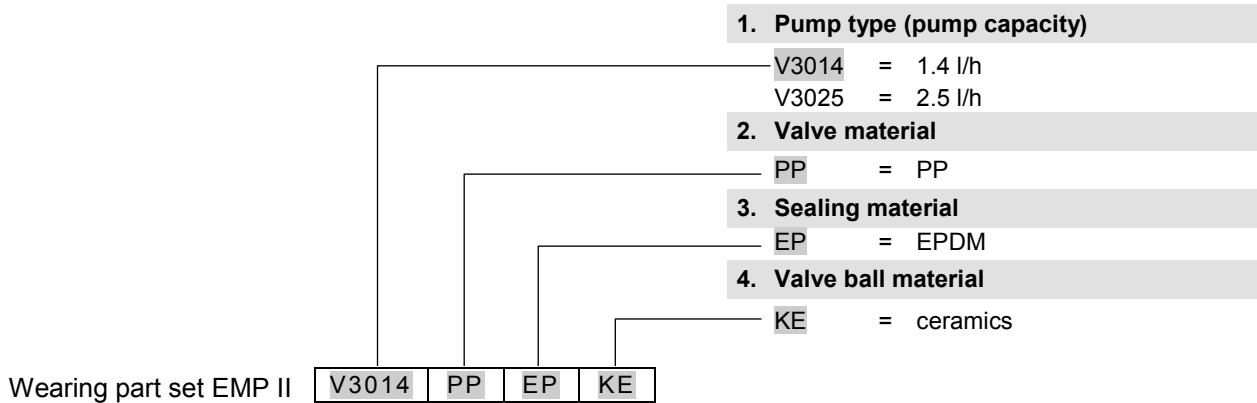 1. Pump type (pump capacity)
V3014 = 1.4 l/h
V3025 = 2.5 l/h
2. Valve material
PP = PP
3. Sealing material
EP = EPDM
4. Valve ball material
KE = ceramics
Wearing part set EMP II V3014 PP EP KE